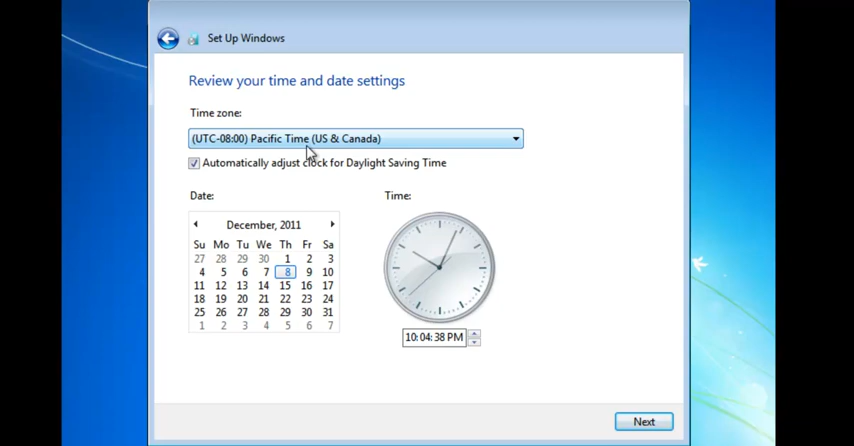 Set Up Windows
Review your time and date settings
Time zone:
(UTC-08:00) Pacific Time (US & Canada)
Automatically adjust clock for Daylight Saving Time
Date:
Time:
December, 2011
Su Mo Tu We Th Fr Sa
27 28 29 30 1 2 3
4 5 6 7 8 9 10
11 12 13 14 15 16 17
18 19 20 21 22 23 24
25 26 27 28 29 30 31
1 2 3 4 5 6 7
10:04:38 PM
Next